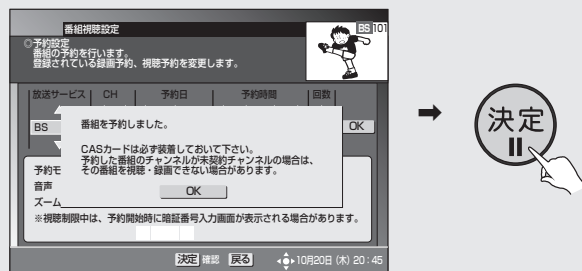 番組視聴設定
BS 101
◎予約設定
番組の予約を行います。
登録されている録画予約、視聴予約を変更します。
放送サービス CH 予約日 予約時間 回数
BS
OK
番組を予約しました。
CASカードは必ず装着しておいて下さい。
予約した番組のチャンネルが未契約チャンネルの場合は、
その番組を視聴・録画できない場合があります。
OK
予約モ
音声
ズーム
※視聴制限中は、予約開始時に暗証番号入力画面が表示される場合があります。
決定 確認 戻る 10月20日(木) 20:45
決定